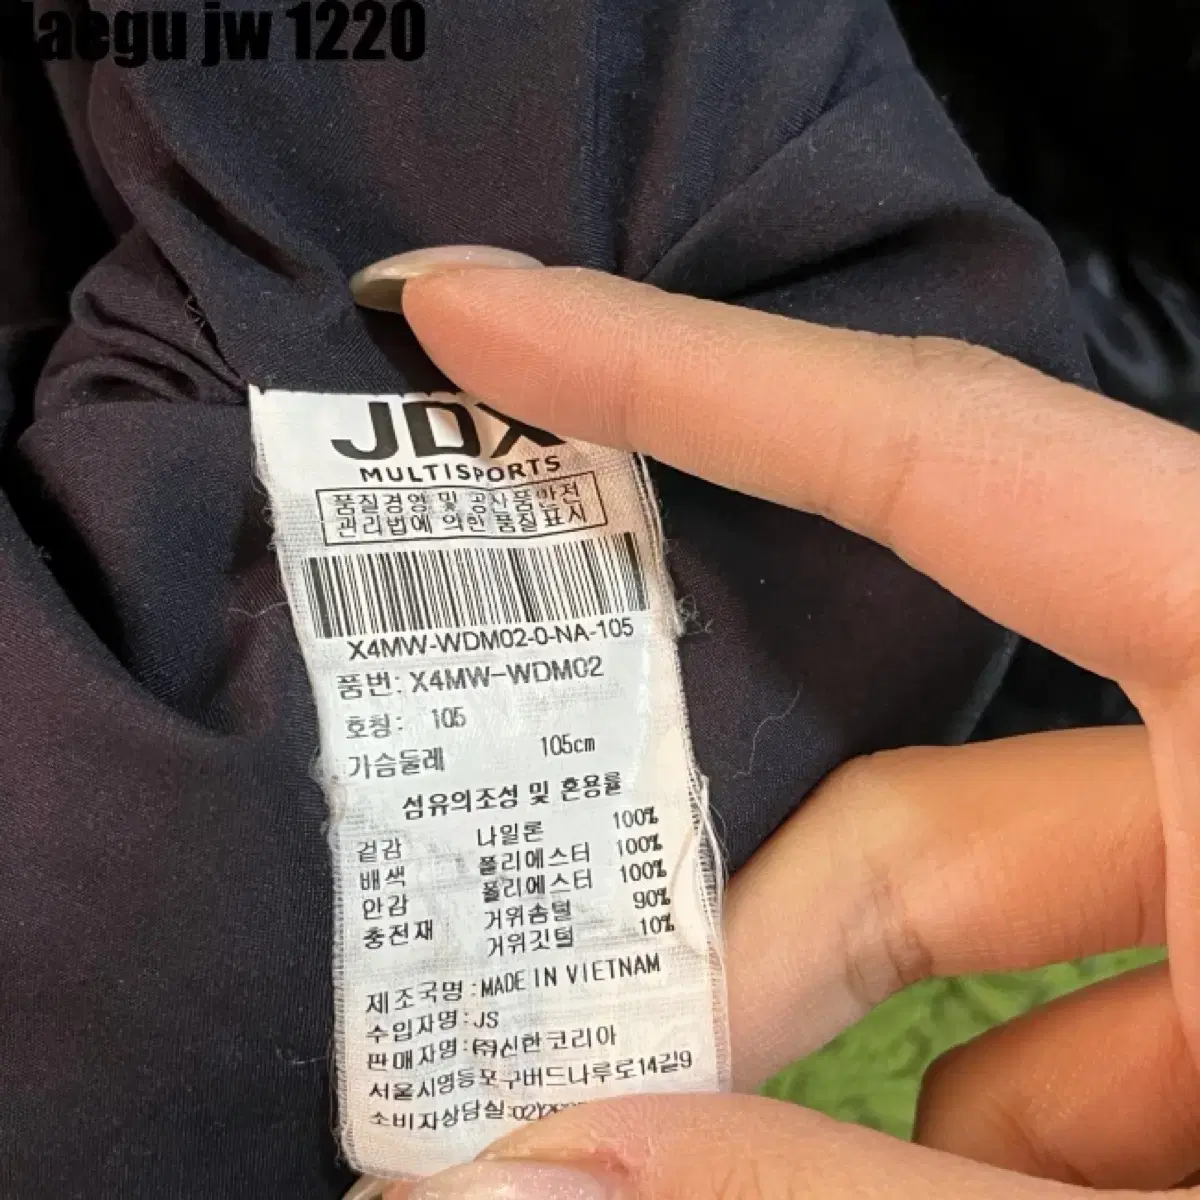 daegu jw 1220
JDX
MULTISPORTS
품질경영 및 공산품안전
관리법에 의한 품질표시
X4MW-WDM02-0-NA-105
품번: X4MW-WDM02
호칭: 105
가슴둘레 105cm
섬유의조성 및 혼용률
겉감 나일론 100%
배색 폴리에스터 100%
안감 폴리에스터 100%
충전재 거위솜털 90%
거위깃털 10%
제조국명:MADE IN VIETNAM
수입자명:JS
판매자명:㈜신한코리아
서울시영등포구버드나루로14길9
소비자상담실:02)